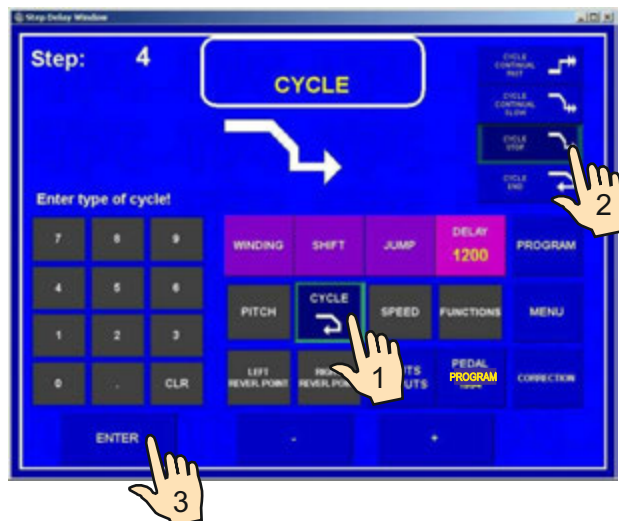 Step Delay Window
Step: 4
CYCLE
CYCLE
CONTINUAL
FAST
CYCLE
CONTINUAL
SLOW
CYCLE
STOP
CYCLE
END
2
Enter type of cycle!
7 8 9
WINDING SHIFT JUMP DELAY
1200
PROGRAM
4 5 6
PITCH CYCLE SPEED FUNCTIONS MENU
1 2 3
1
0 . CLR
LEFT
REVER. POINT
REVER.
UTS
PEDAL
PROGRAM
CORRECTION
ENTER - +
3